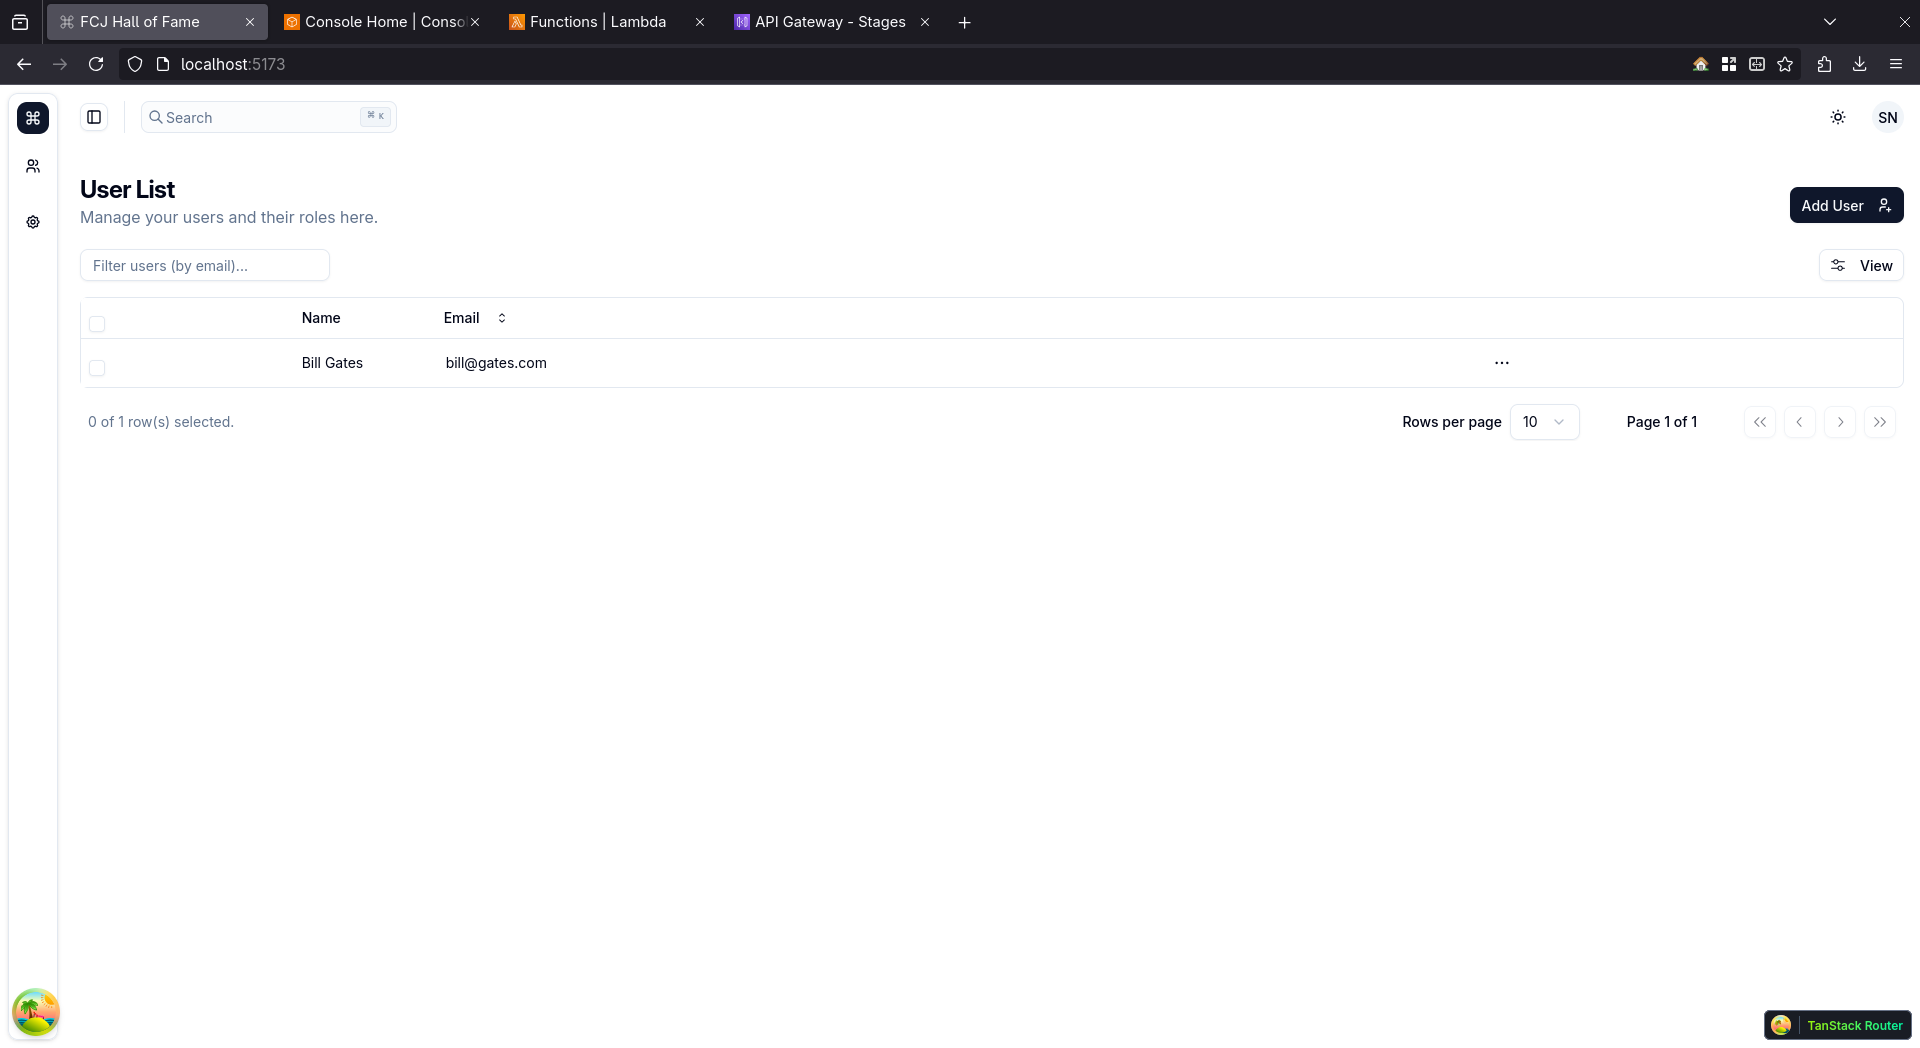 FCJ Hall of Fame
Console Home | Conso
Functions | Lambda
API Gateway - Stages
localhost:5173
Search
⌘ K
SN
User List
Manage your users and their roles here.
Add User
Filter users (by email)...
View
Name Email
Bill Gates bill@gates.com
0 of 1 row(s) selected.
Rows per page 10 Page 1 of 1
TanStack Router